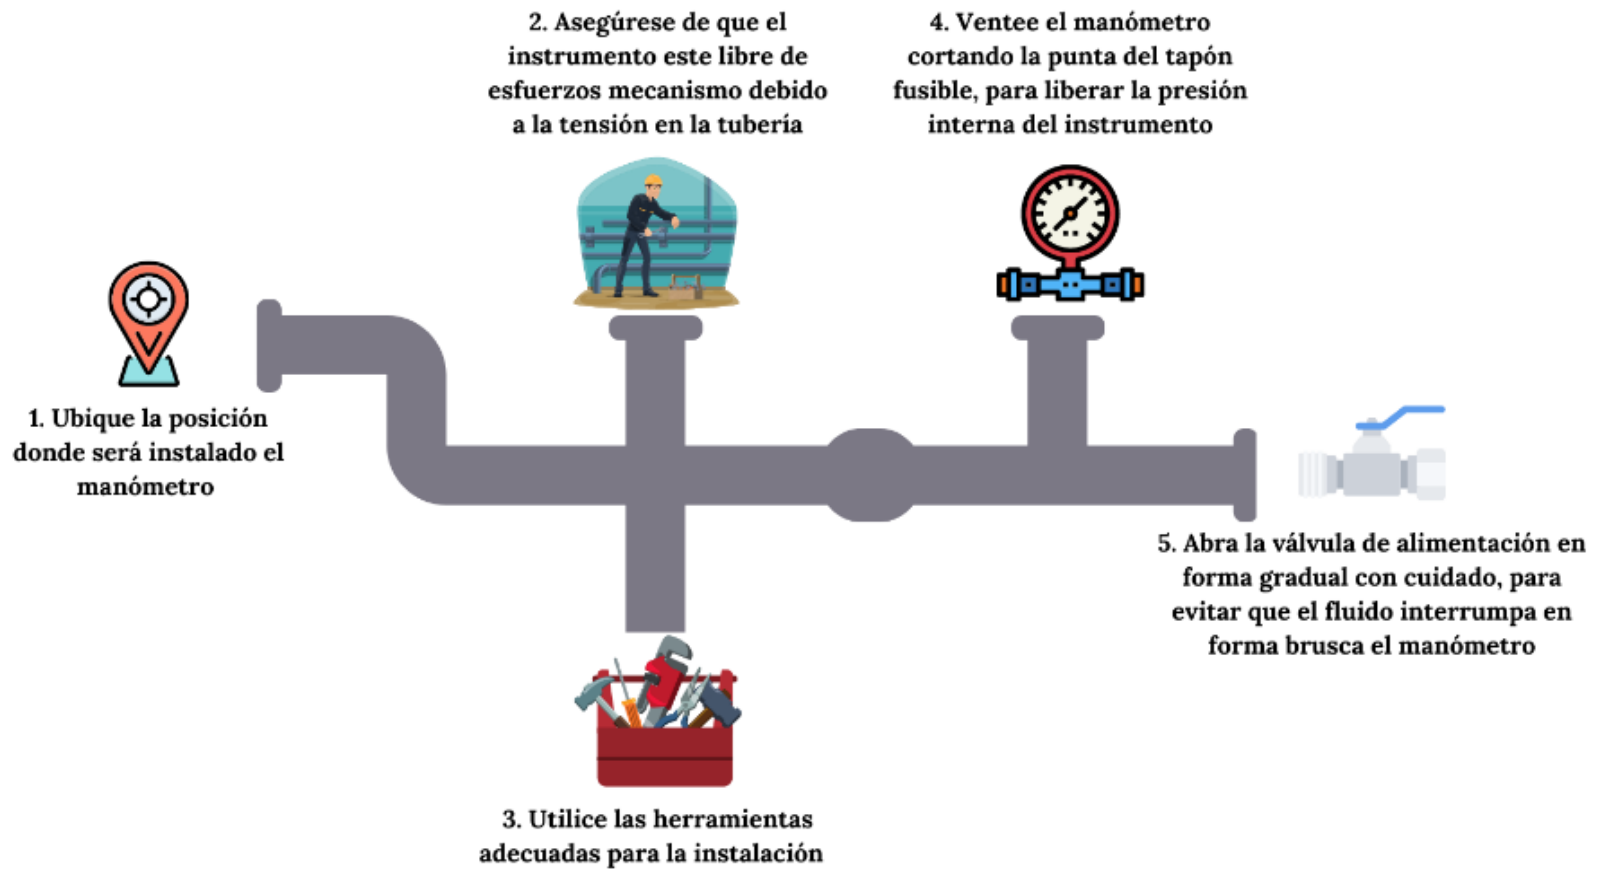 1. Ubique la posición
donde será instalado el
manómetro
2. Asegúrese de que el
instrumento este libre de
esfuerzos mecanismo debido
a la tensión en la tubería
3. Utilice las herramientas
adecuadas para la instalación
4. Ventee el manómetro
cortando la punta del tapón
fusible, para liberar la presión
interna del instrumento
5. Abra la válvula de alimentación en
forma gradual con cuidado, para
evitar que el fluido interrumpa en
forma brusca el manómetro